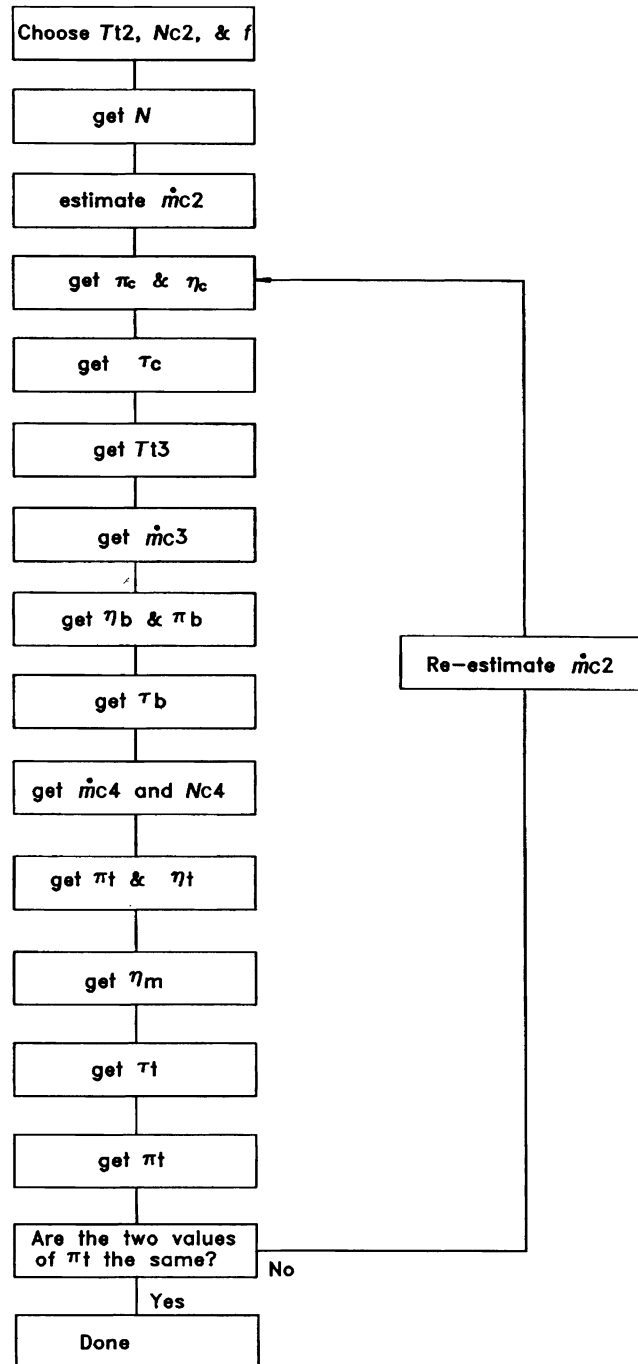 Choose Tt2, Nc2, & f
get N
estimate ṁc2
get πc & ηc
get τc
get Tt3
get ṁc3
get ηb & πb
get τb
get ṁc4 and Nc4
get πt & ηt
get ηm
get τt
get πt
Are the two values
of πt the same?
No
Yes
Done
Re-estimate ṁc2